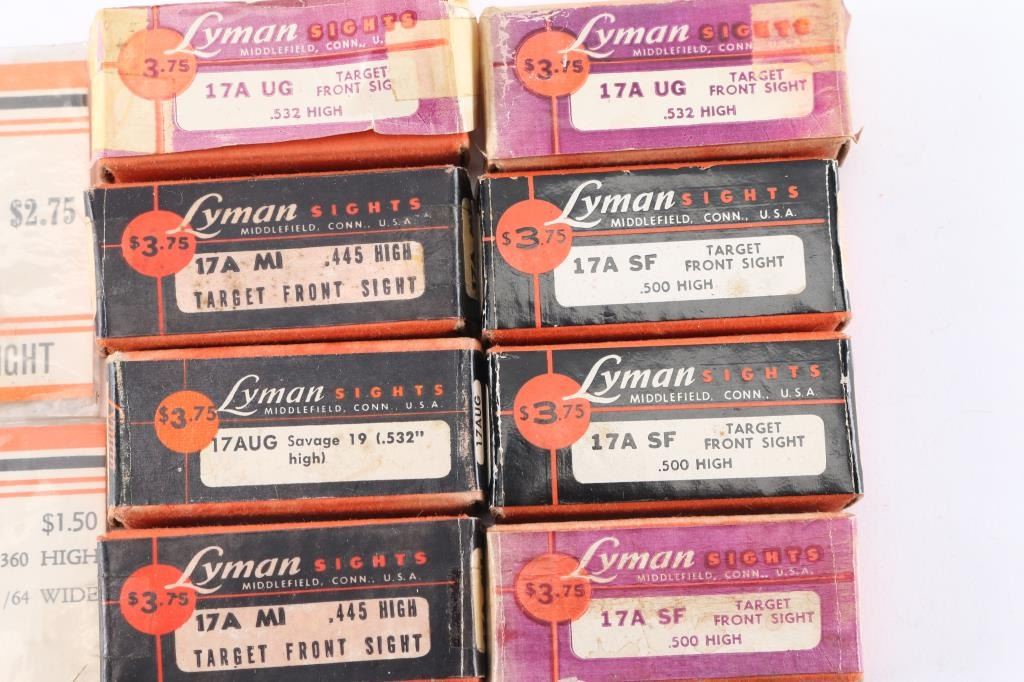 $2.75
IGHT
$1.50
360 HIGH
/64 WIDE
Lyman SIGHTS
MIDDLEFIELD, CONN., U.S.
3.75
17A UG TARGET
FRONT SIG
.532 HIGH
Lyman SIGHTS
MIDDLEFIELD, CONN
$3.75
17A UG TARGET
FRONT SIGHT
.532 HIGH
Lyman SIGHTS
MIDDLEFIELD, CONN., U.S.A.
$3.75
17A MI .445 HIGH
TARGET FRONT SIGHT
Lyman SIGHTS
MIDDLEFIELD, CONN., U.S.A.
$3.75
17A SF TARGET
FRONT SIGHT
.500 HIGH
Lyman SIGHTS
MIDDLEFIELD, CONN., U.S.A.
$3.75
17AUG Savage 19 (.532"
high)
17AUG
Lyman SIGHTS
MIDDLEFIELD, CONN., U.S.A.
$3.75
17A SF TARGET
FRONT SIGHT
.500 HIGH
Lyman SIGHTS
MIDDLEFIELD, CONN., U.S.A.
$3.75
17A MI .445 HIGH
TARGET FRONT SIGHT
Lyman SIGHTS
MIDDLEFIELD, CONN., U.S.A.
$3.75
17A SF TARGET
FRONT SIGHT
.500 HIGH